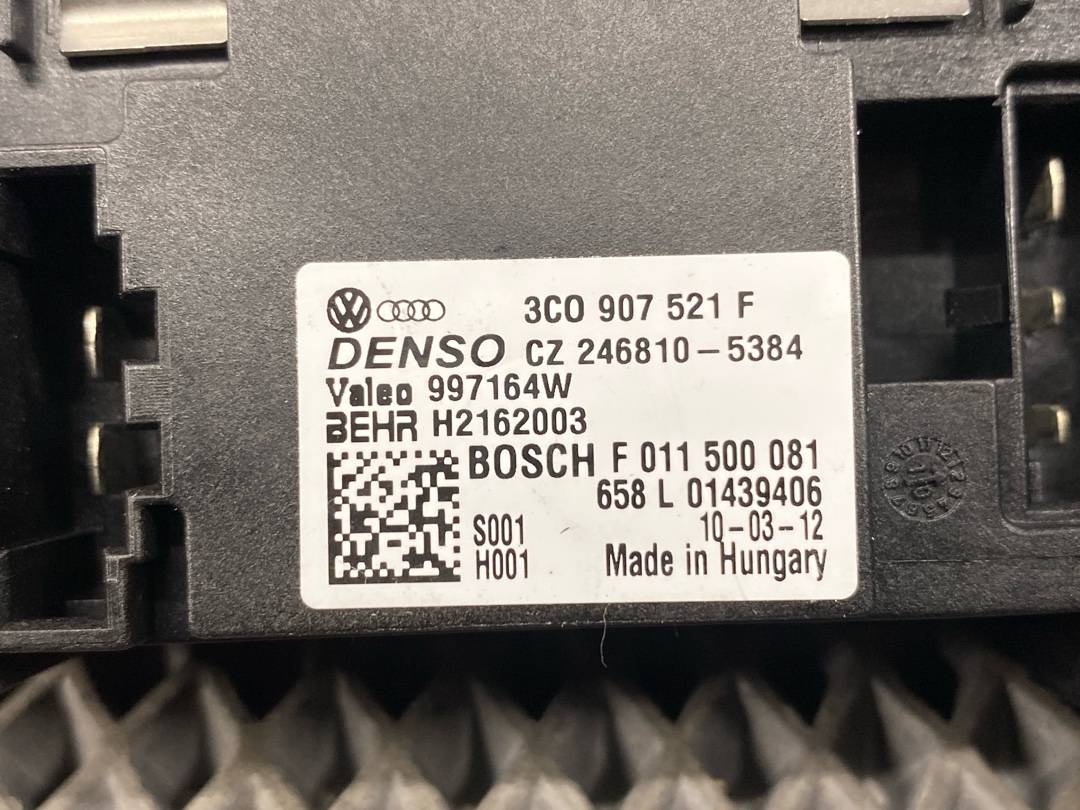 3C0 907 521 F
DENSO CZ 246810-5384
Valeo 997164W
BEHR H2162003
BOSCH F 011 500 081
658 L 01439406
S001 10-03-12
H001 Made in Hungary